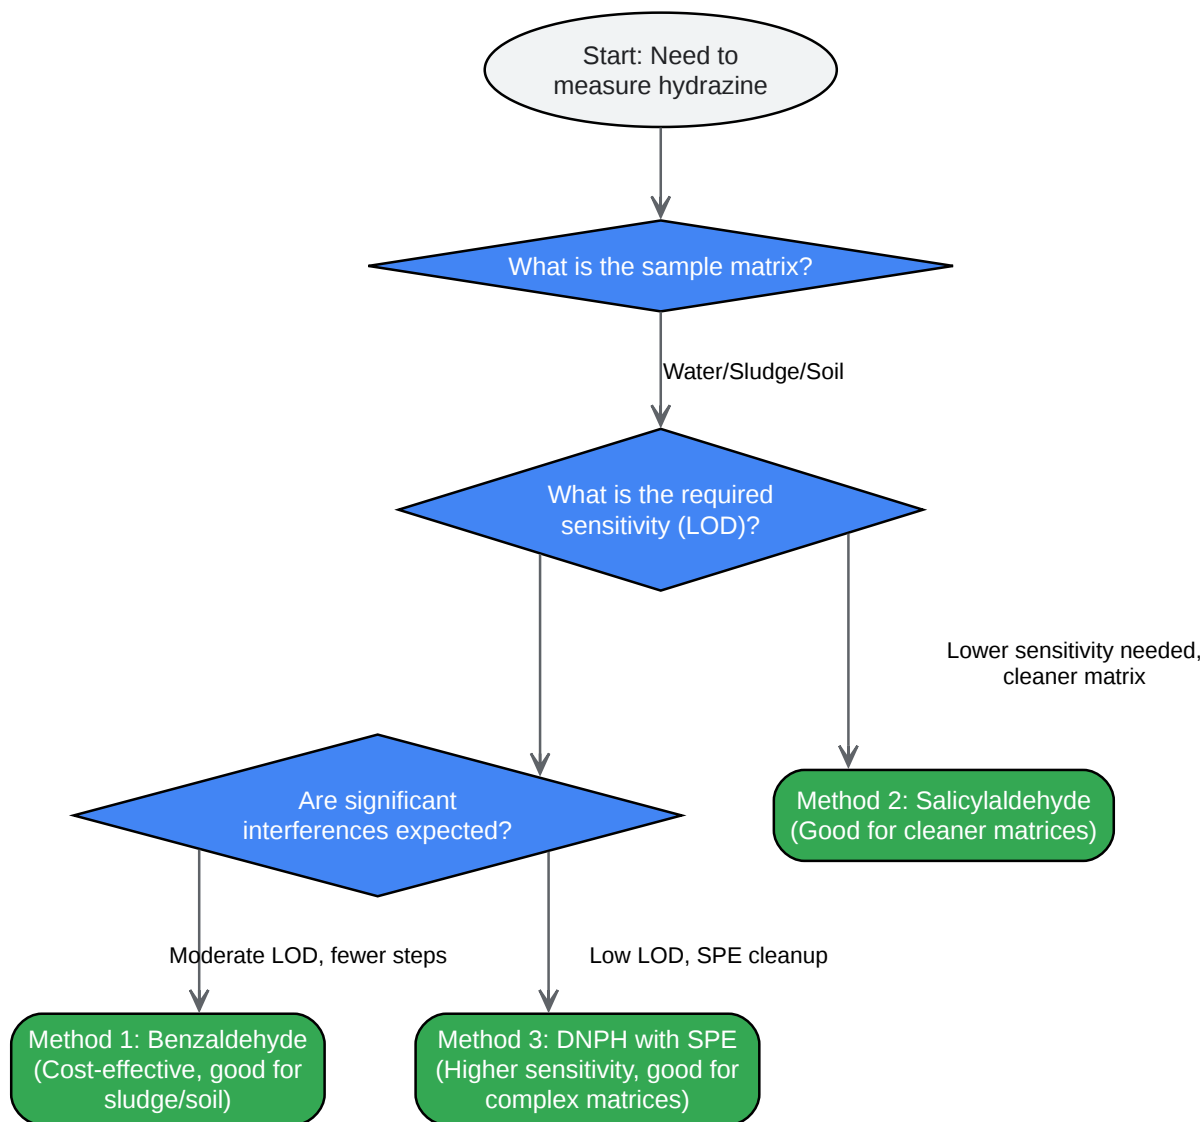 Start: Need to
measure hydrazine
What is the sample matrix?
Water/Sludge/Soil
What is the required
sensitivity (LOD)?
Lower sensitivity needed,
cleaner matrix
Are significant
interferences expected?
Method 2: Salicylaldehyde
(Good for cleaner matrices)
Moderate LOD, fewer steps
Low LOD, SPE cleanup
Method 1: Benzaldehyde
(Cost-effective, good for
sludge/soil)
Method 3: DNPH with SPE
(Higher sensitivity, good for
complex matrices)